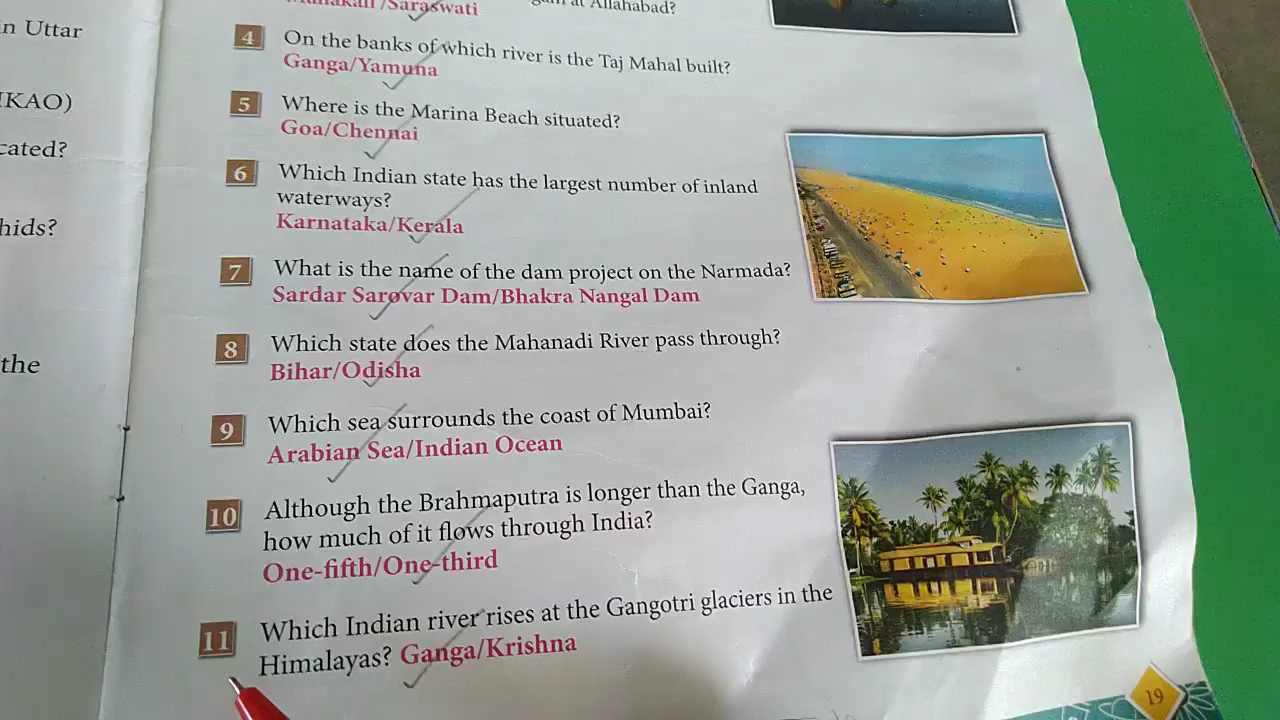 n Uttar
(KAO)
cated?
hids?
the
/Saraswati
at Allahabad?
4 On the banks of which river is the Taj Mahal built?
Ganga/Yamuna
5 Where is the Marina Beach situated?
Goa/Chennai
6 Which Indian state has the largest number of inland
waterways?
Karnataka/Kerala
7 What is the name of the dam project on the Narmada?
Sardar Sarovar Dam/Bhakra Nangal Dam
8 Which state does the Mahanadi River pass through?
Bihar/Odisha
9 Which sea surrounds the coast of Mumbai?
Arabian Sea/Indian Ocean
10 Although the Brahmaputra is longer than the Ganga,
how much of it flows through India?
One-fifth/One-third
11 Which Indian river rises at the Gangotri glaciers in the
Himalayas? Ganga/Krishna
19